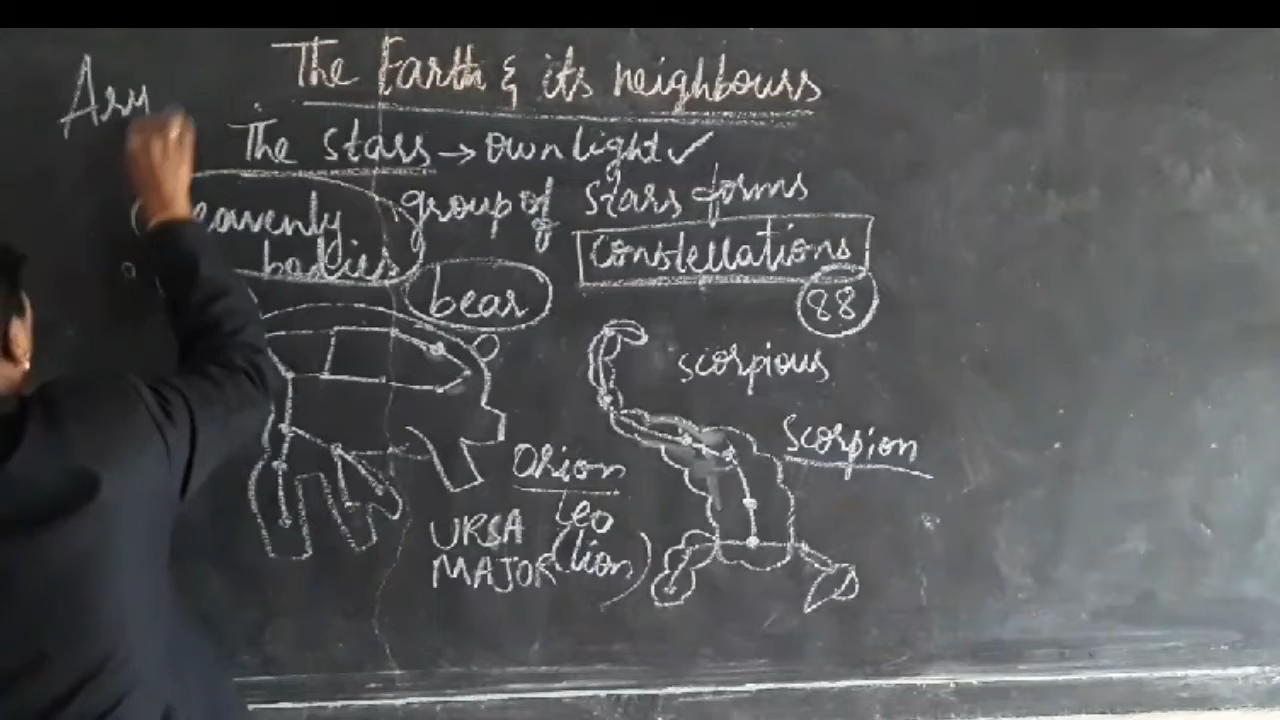 The Earth & its neighbours
The stars → own light ✓
group of stars forms
bodies
constellations
88
bear
scorpious
scorpion
orion
Leo
(lion)
URSA
MAJOR